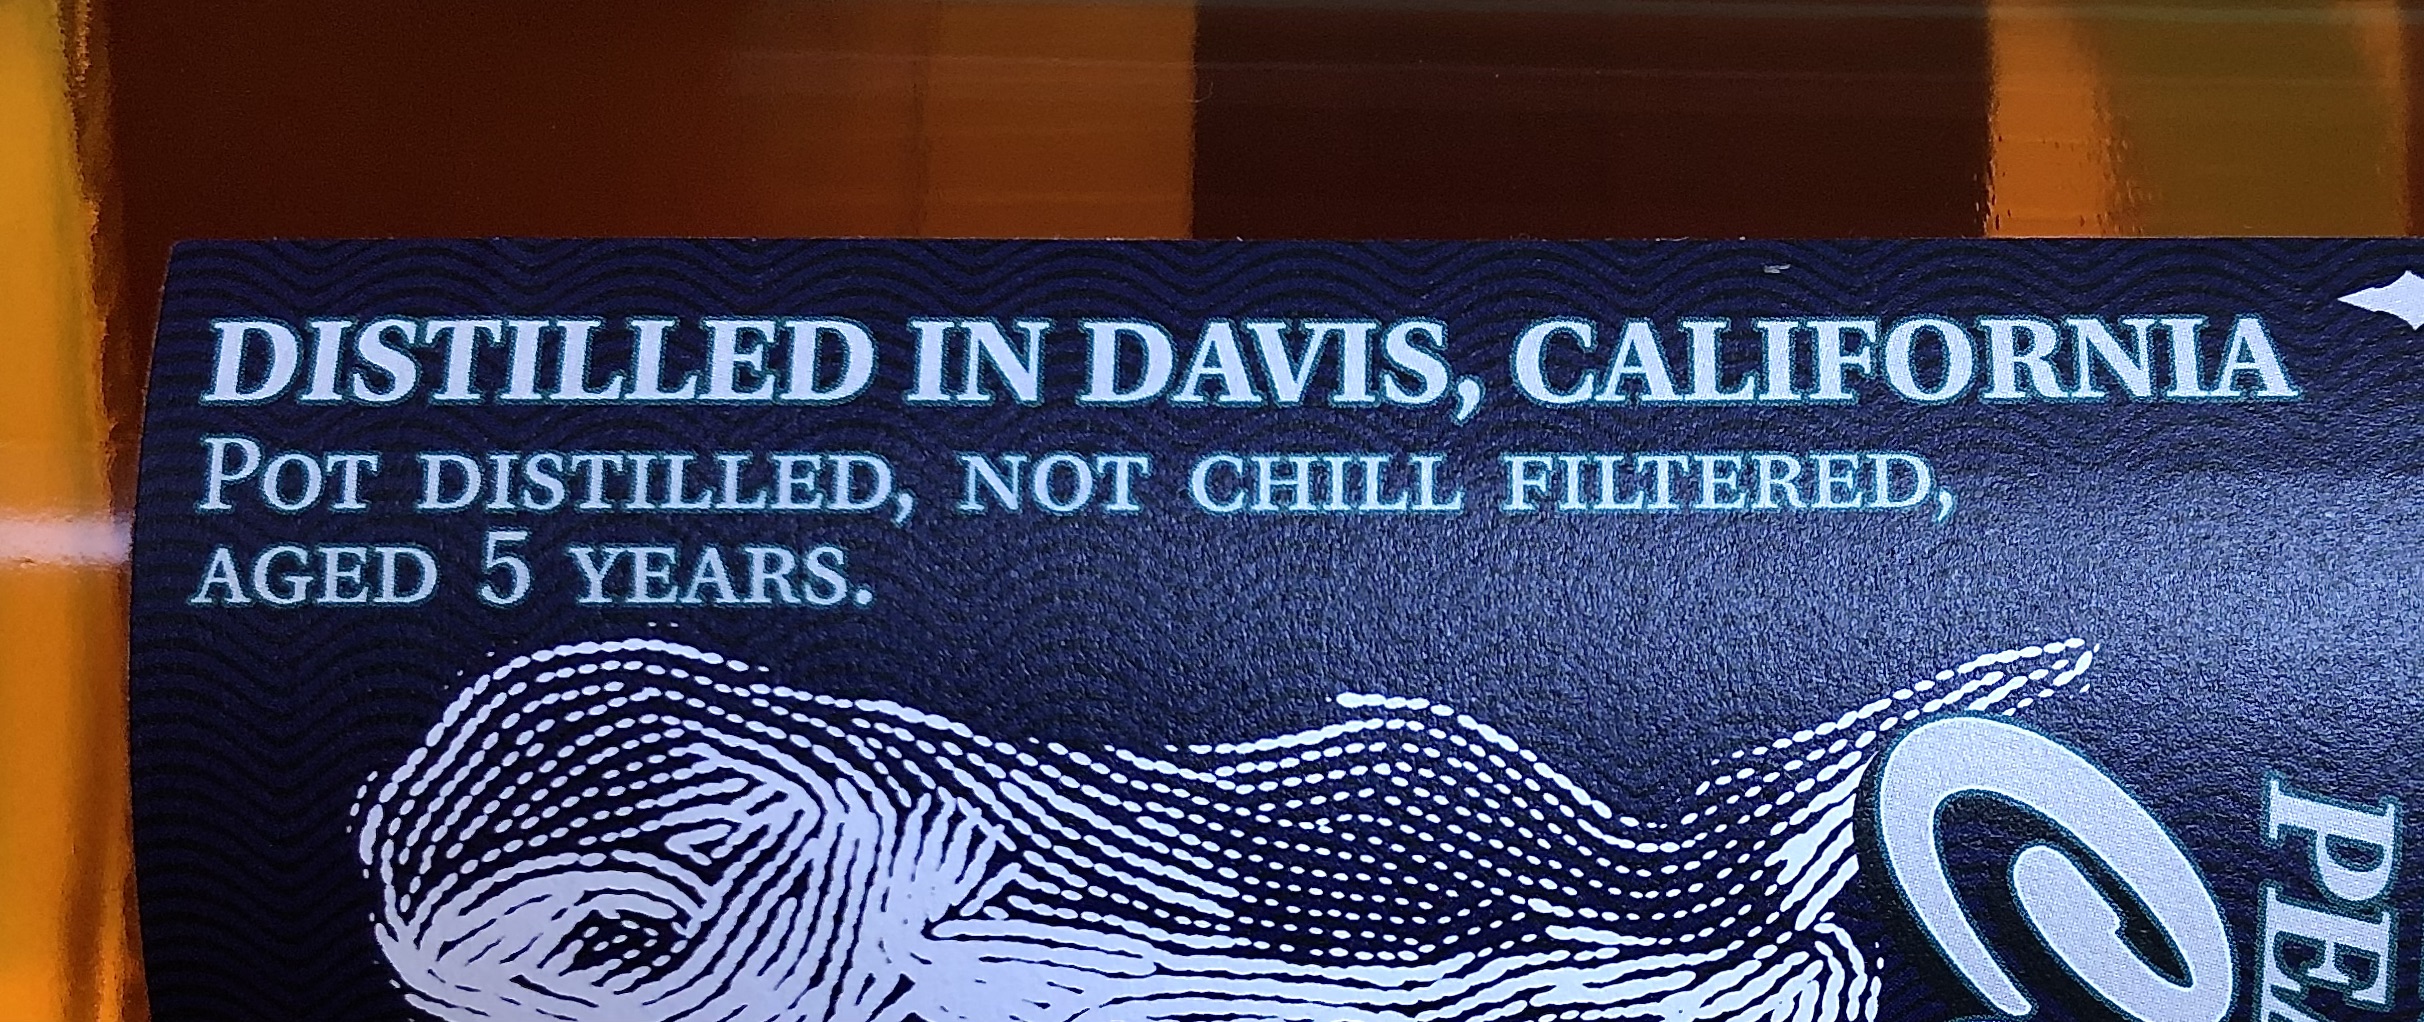 DISTILLED IN DAVIS, CALIFORNIA
POT DISTILLED, NOT CHILL FILTERED,
AGED 5 YEARS.